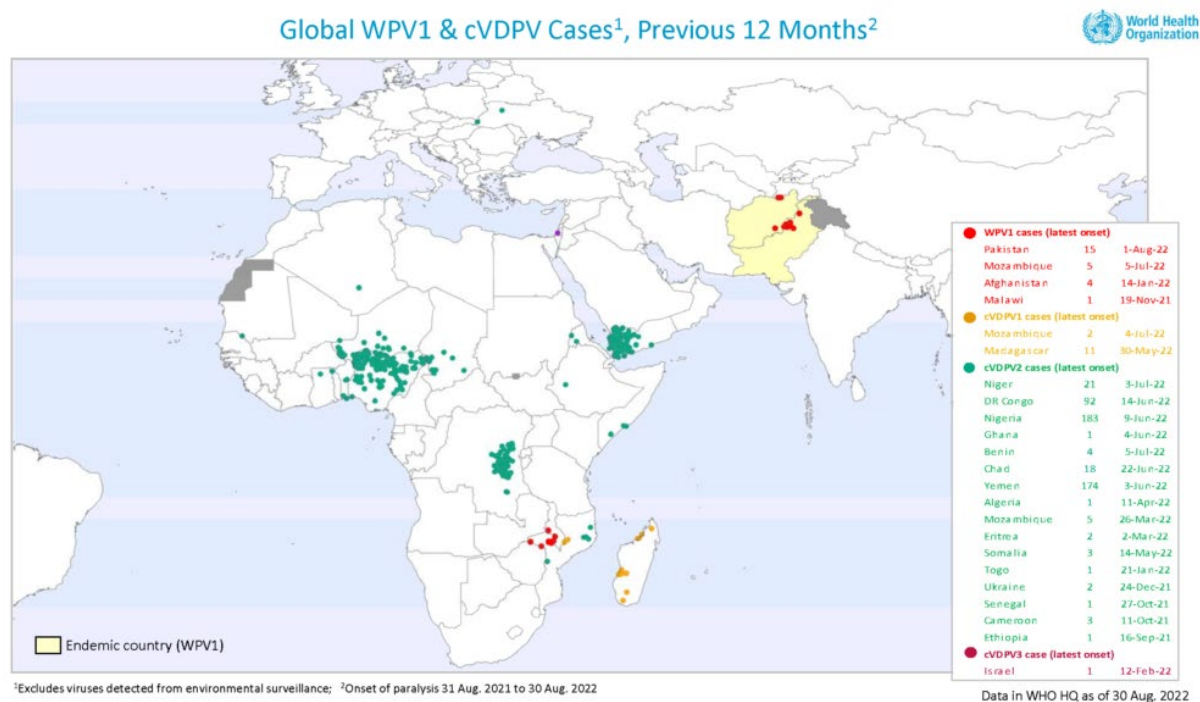 Global WPV1 & cVDPV Cases¹, Previous 12 Months²
World Health
Organization
WPV1 cases (latest onset)
Pakistan 15 1-Aug-22
Mozambique 5 5-Jul-22
Afghanistan 4 14-Jan-22
Malawi 1 19-Nov-21
cVDPV1 cases (latest onset)
Mozambique 2 4-Jul-22
Madagascar 11 30-May-22
cVDPV2 cases (latest onset)
Niger 21 3-Jul-22
DR Congo 92 14-Jun-22
Nigeria 183 9-Jun-22
Ghana 1 4-Jun-22
Benin 4 5-Jul-22
Chad 18 22-Jun-22
Yemen 174 3-Jun-22
Algeria 1 11-Apr-22
Mozambique 5 26-Mar-22
Eritrea 2 2-Mar-22
Somalia 3 14-May-22
Togo 1 21-Jan-22
Ukraine 2 24-Dec-21
Senegal 1 27-Oct-21
Cameroon 3 11-Oct-21
Ethiopia 1 16-Sep-21
cVDPV3 case (latest onset)
Israel 1 12-Feb-22
Endemic country (WPV1)
¹Excludes viruses detected from environmental surveillance; ²Onset of paralysis 31 Aug. 2021 to 30 Aug. 2022
Data in WHO HQ as of 30 Aug. 2022